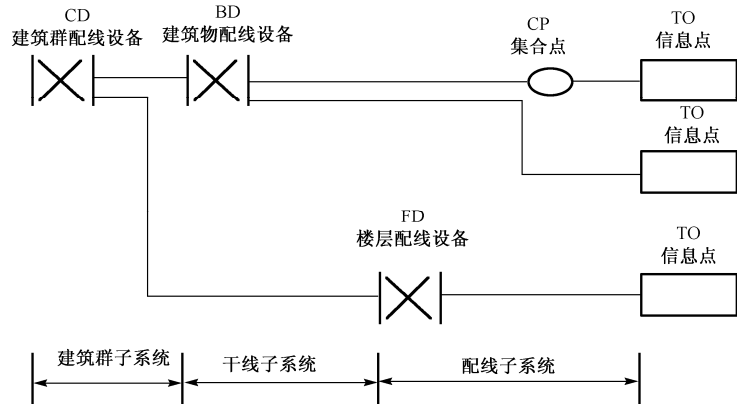 CD
建筑群配线设备
BD
建筑物配线设备
CP
集合点
TO
信息点
TO
信息点
FD
楼层配线设备
TO
信息点
建筑群子系统
干线子系统
配线子系统